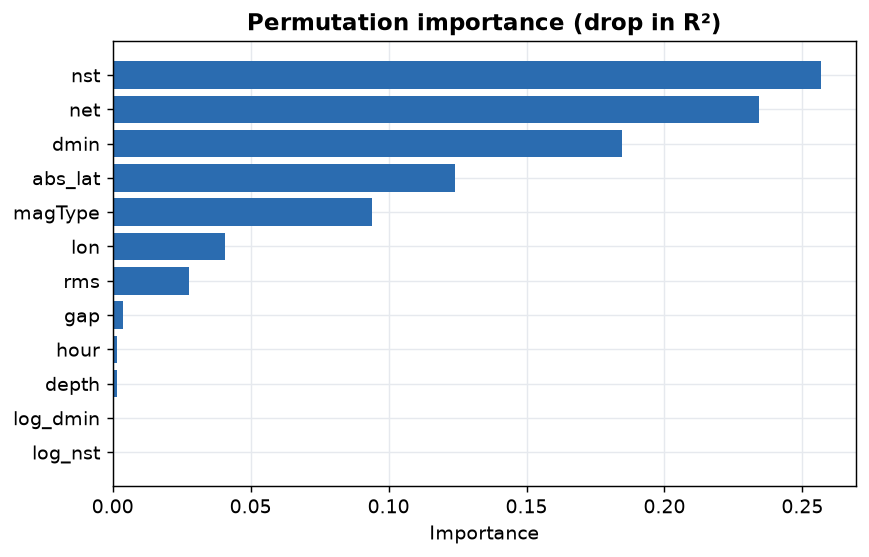 Permutation importance (drop in R²)
nst
net
dmin
abs_lat
magType
lon
rms
gap
hour
depth
log_dmin
log_nst
0.00 0.05 0.10 0.15 0.20 0.25
Importance